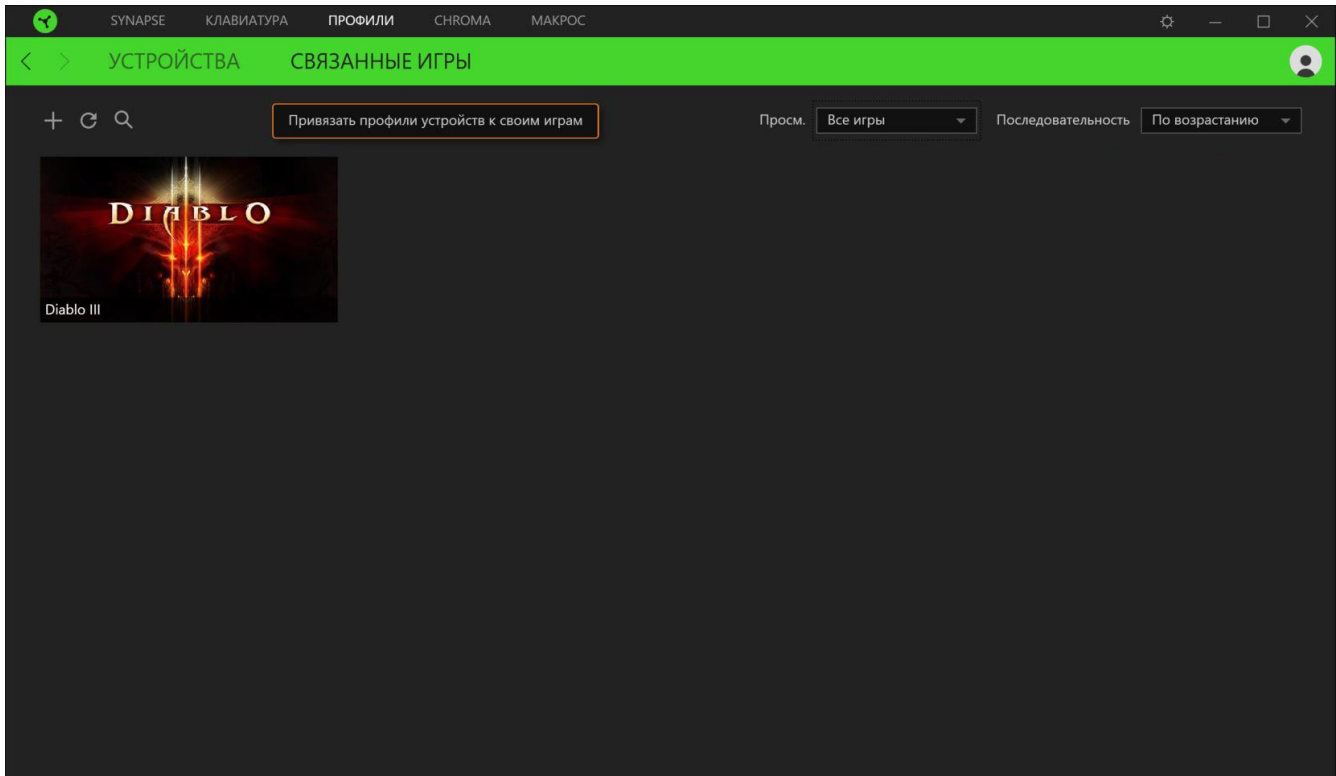 SYNAPSE КЛАВИАТУРА ПРОФИЛИ CHROMA МАКРОС
УСТРОЙСТВА СВЯЗАННЫЕ ИГРЫ
Привязать профили устройств к своим играм Просм. Все игры Последовательность По возрастанию
DIABLO
Diablo III